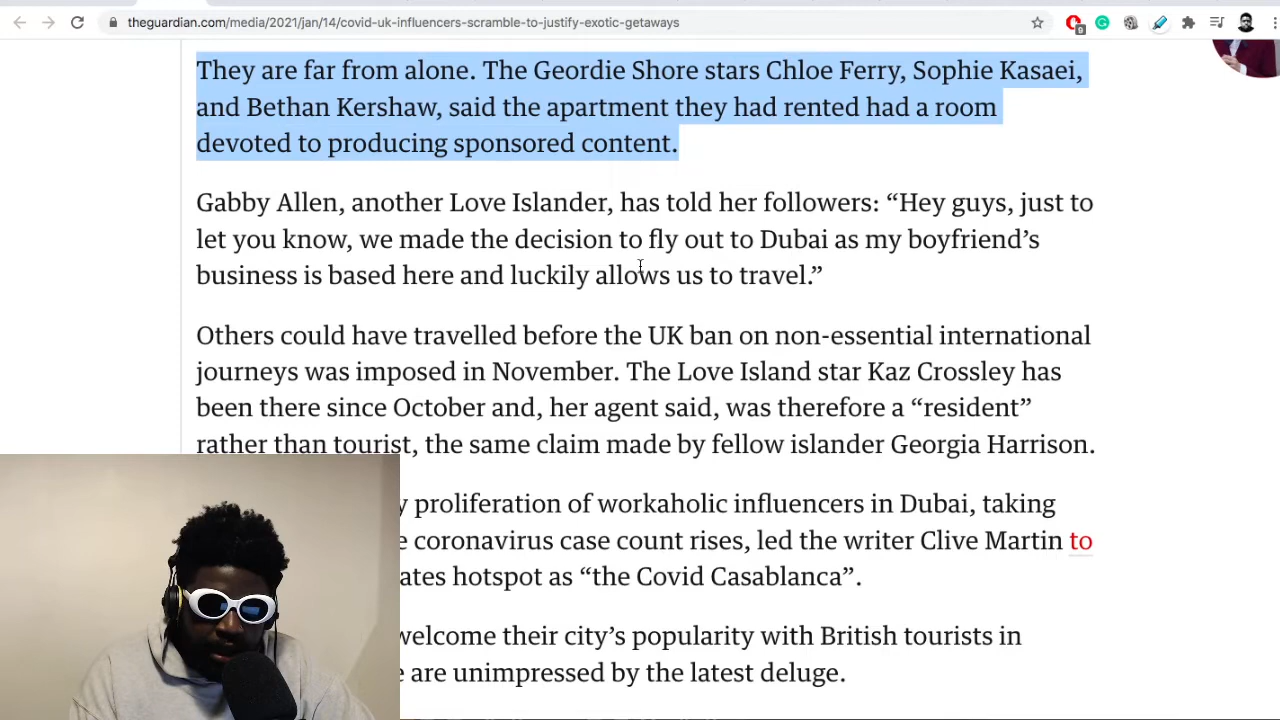 theguardian.com/media/2021/jan/14/covid-uk-influencers-scramble-to-justify-exotic-getaways
9
They are far from alone. The Geordie Shore stars Chloe Ferry, Sophie Kasaei,
and Bethan Kershaw, said the apartment they had rented had a room
devoted to producing sponsored content.
Gabby Allen, another Love Islander, has told her followers: “Hey guys, just to
let you know, we made the decision to fly out to Dubai as my boyfriend’s
business is based here and luckily allows us to travel.”
Others could have travelled before the UK ban on non-essential international
journeys was imposed in November. The Love Island star Kaz Crossley has
been there since October and, her agent said, was therefore a “resident”
rather than tourist, the same claim made by fellow islander Georgia Harrison.
proliferation of workaholic influencers in Dubai, taking
coronavirus case count rises, led the writer Clive Martin to
hotspot as “the Covid Casablanca”.
welcome their city’s popularity with British tourists in
are unimpressed by the latest deluge.